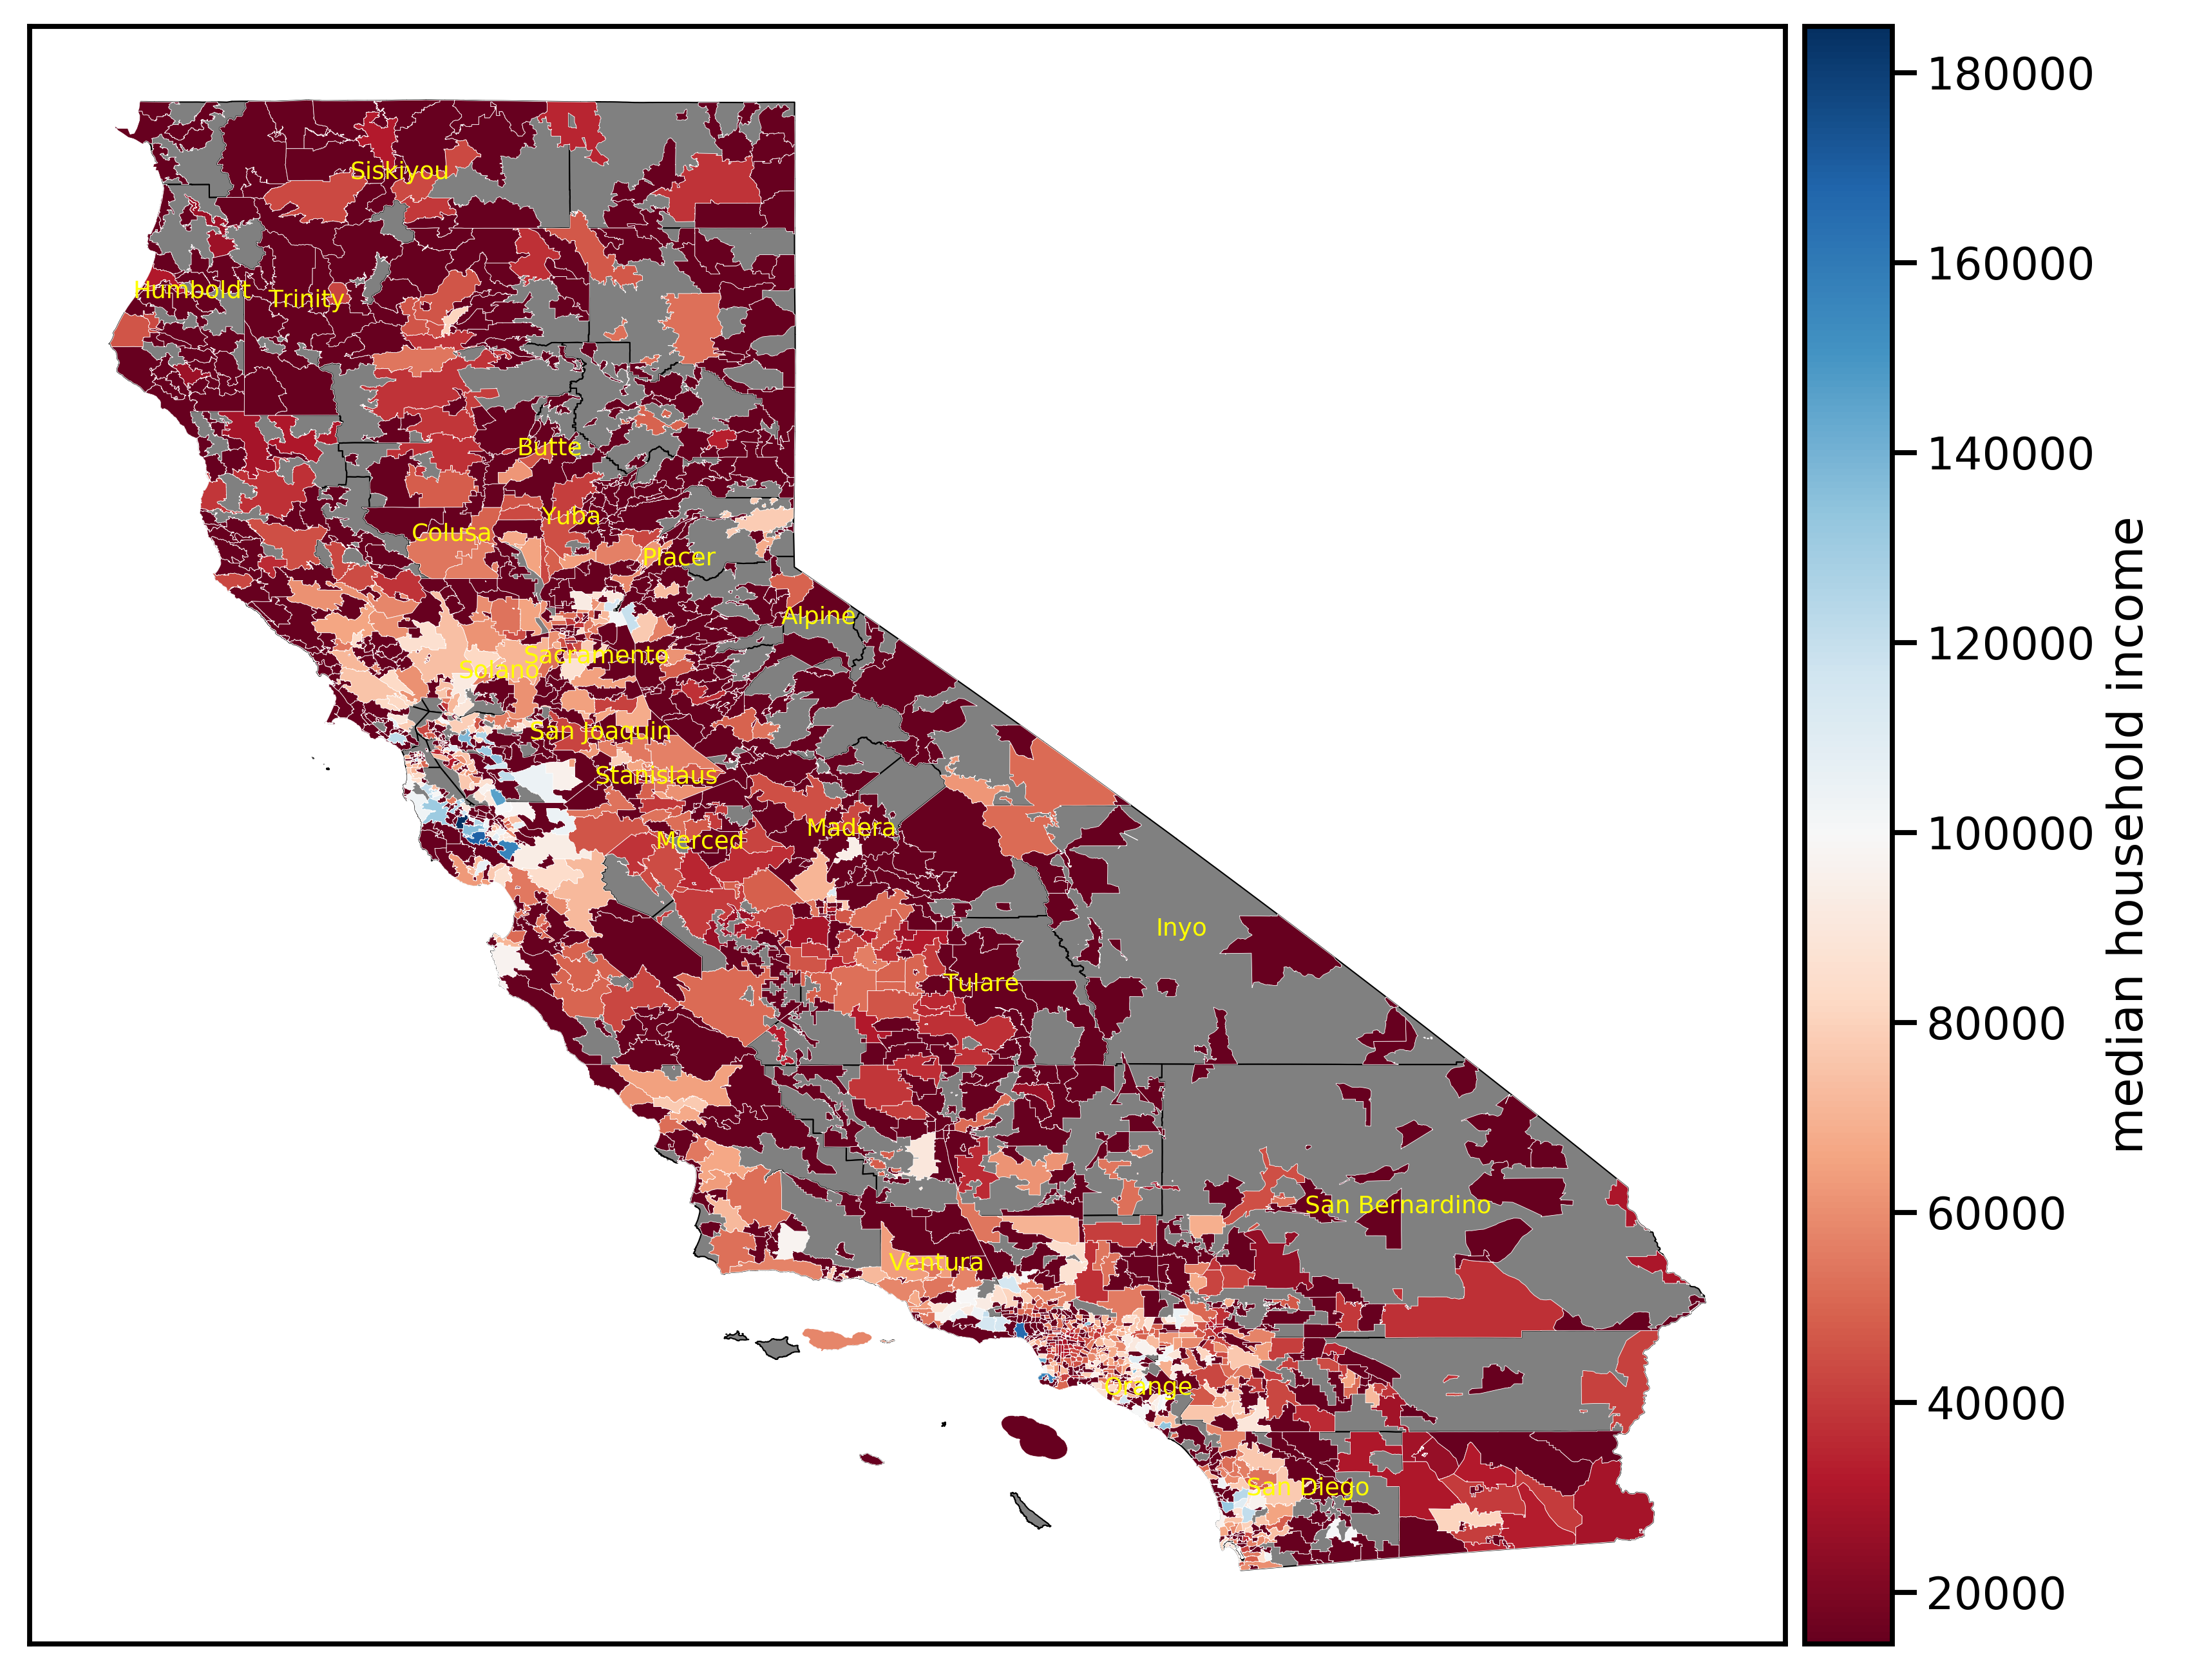 Siskiyou
Humboldt
Trinity
Butte
Yuba
Colusa
Placer
Alpine
Sacramento
Solano
San Joaquin
Stanislaus
Madera
Merced
Inyo
Tulare
San Bernardino
Ventura
Orange
San Diego
180000
160000
140000
120000
100000
80000
60000
40000
20000
median household income